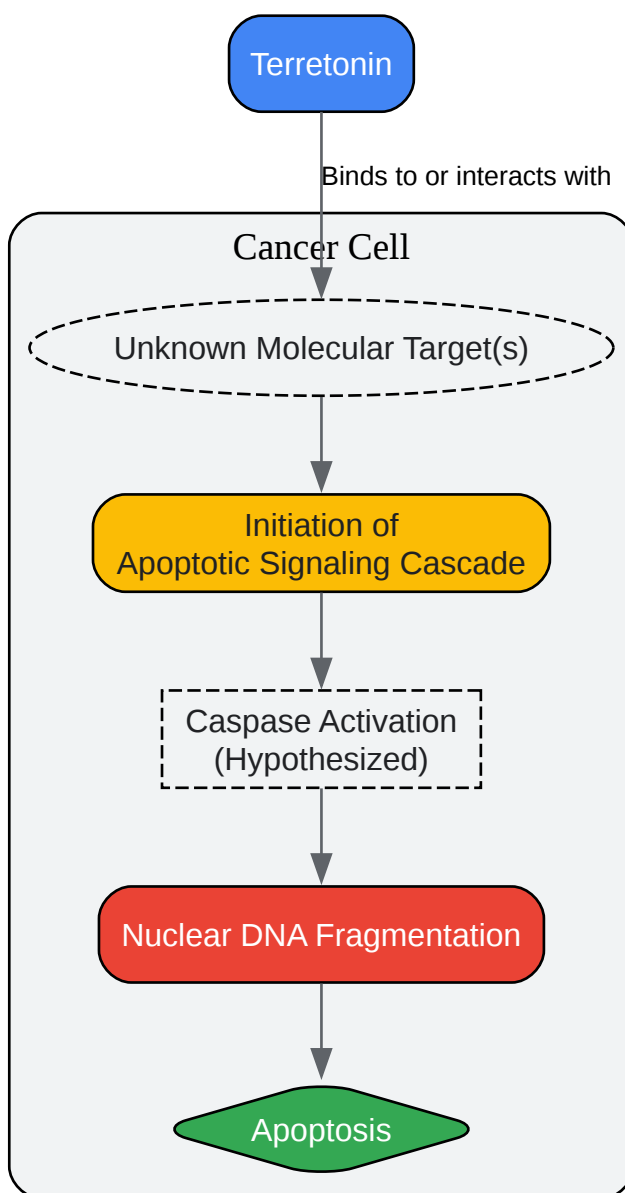 Terretonin
Binds to or interacts with
Cancer Cell
Unknown Molecular Target(s)
Initiation of
Apoptotic Signaling Cascade
Caspase Activation
(Hypothesized)
Nuclear DNA Fragmentation
Apoptosis